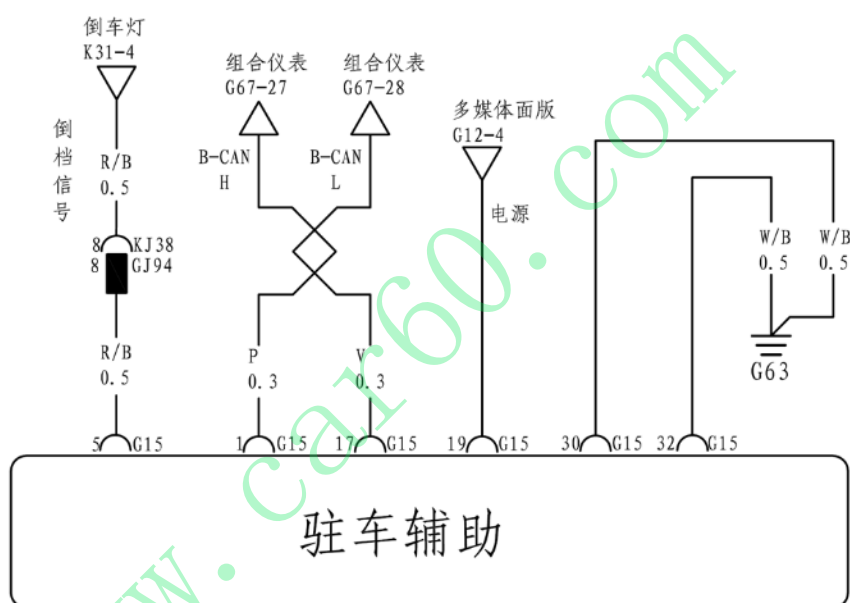 倒车灯
K31-4
组合仪表
G67-27
组合仪表
G67-28
多媒体面版
G12-4
倒档信号
R/B
0.5
B-CAN
H
B-CAN
L
电源
8 KJ38
8 GJ94
W/B
0.5
W/B
0.5
G63
R/B
0.5
P
0.3
V
0.3
5 G15
1 G15
17 G15
19 G15
30 G15
32 G15
驻车辅助
w.car60.com